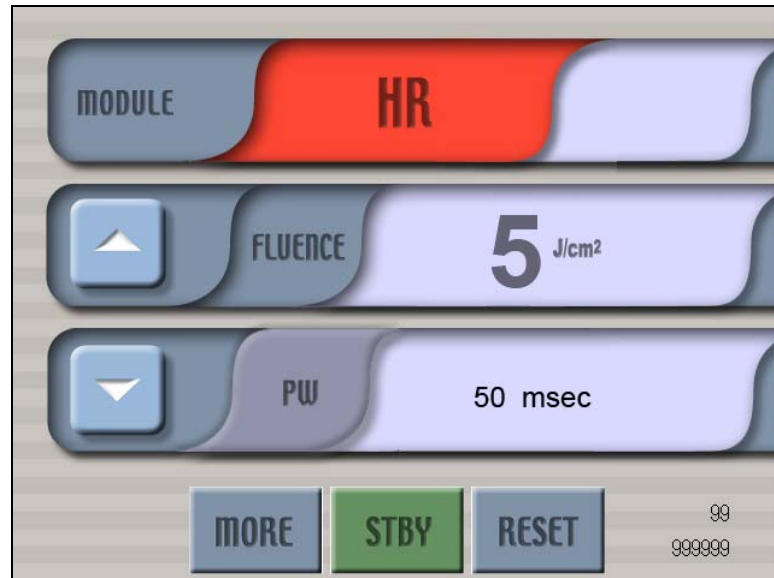 MODULE HR
FLUENCE 5 J/cm²
PW 50 msec
MORE STBY RESET 99
999999